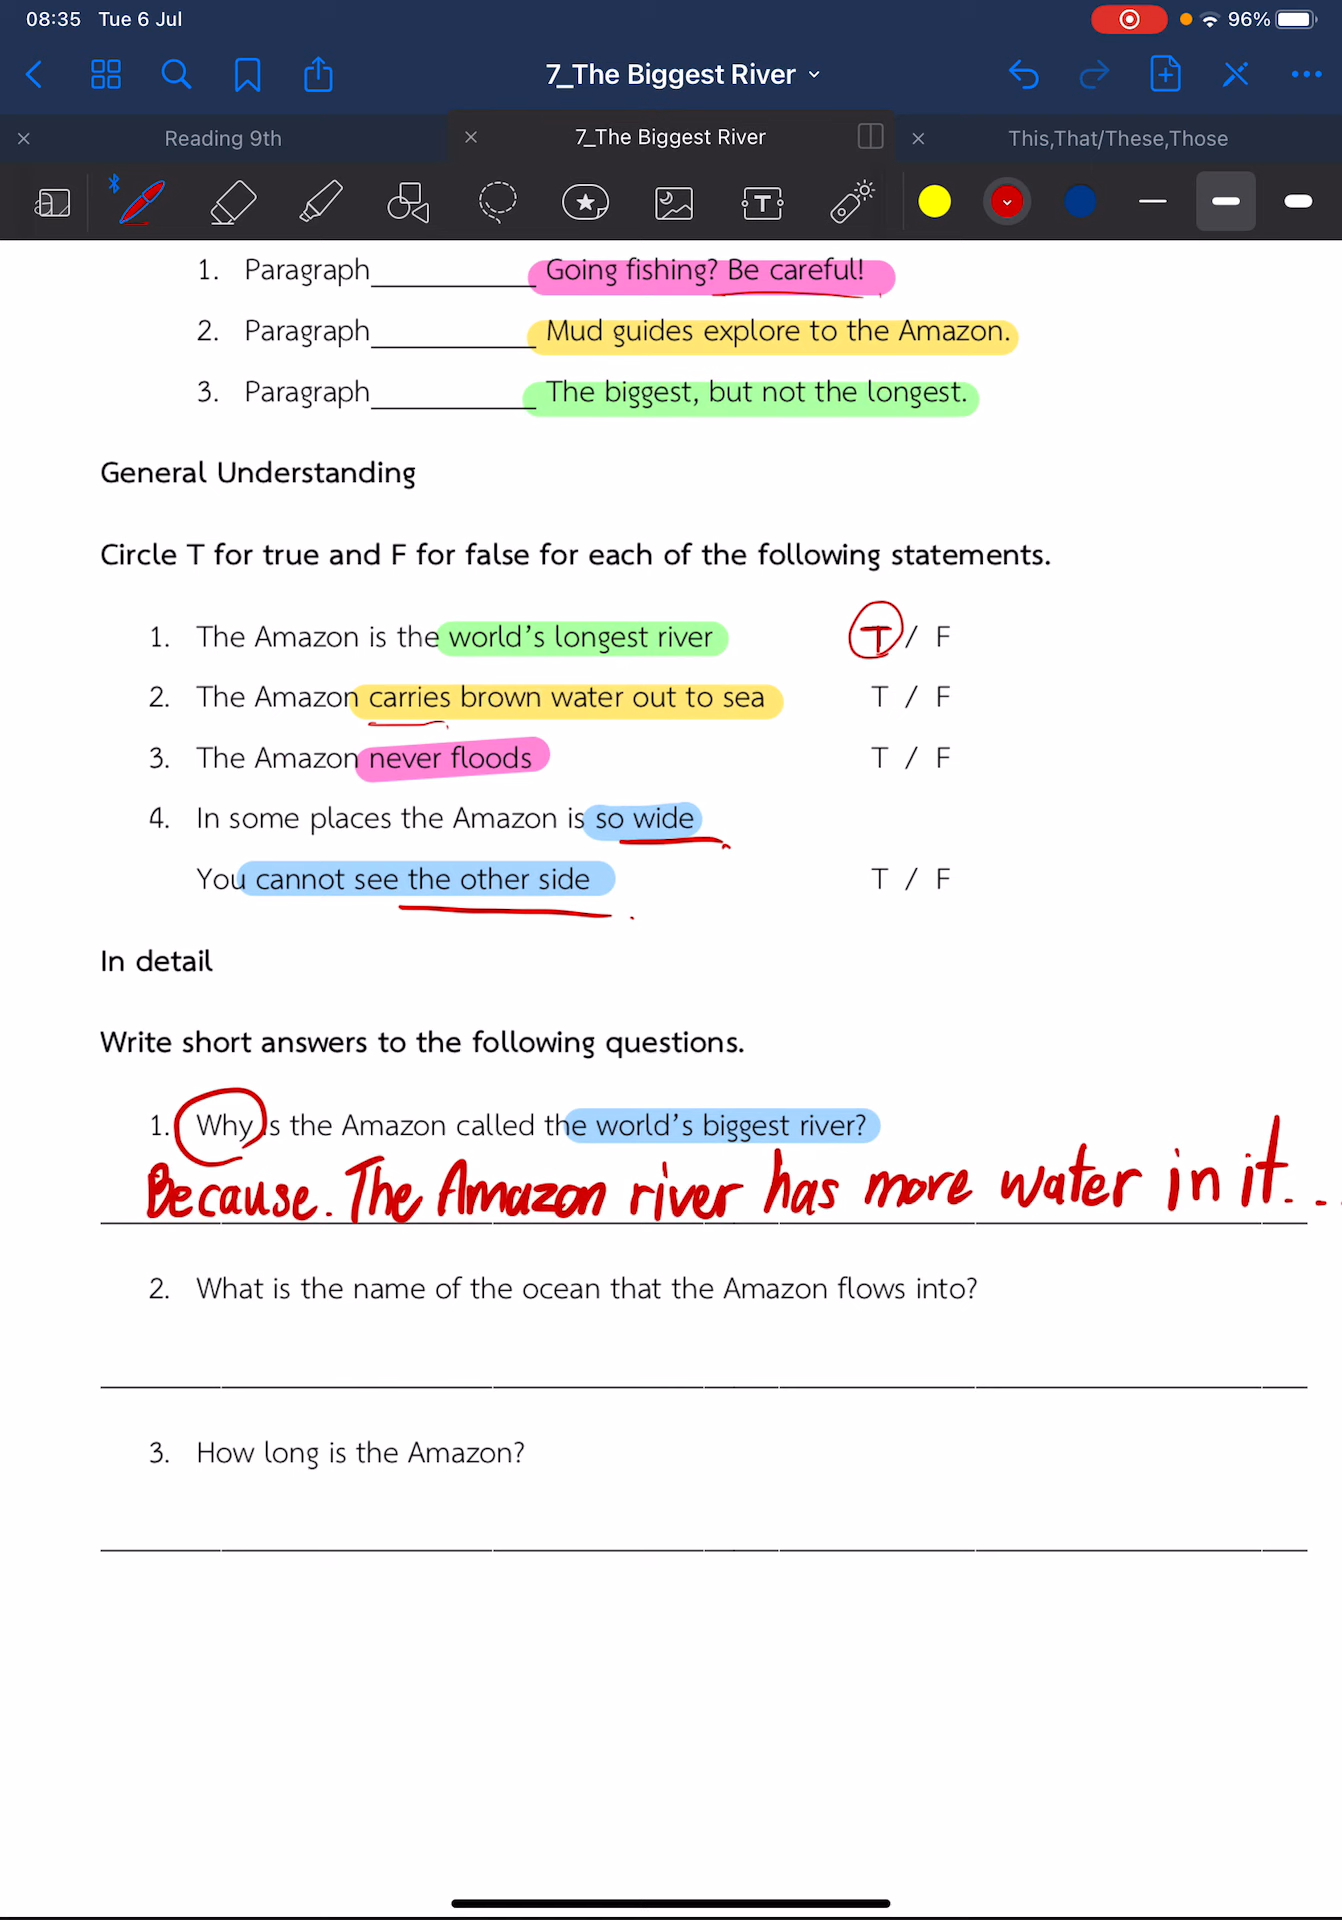 08:35 Tue 6 Jul
96%
7_The Biggest River
Reading 9th
7_The Biggest River
This,That/These,Those
1. Paragraph__________ Going fishing? Be careful!
2. Paragraph__________ Mud guides explore to the Amazon.
3. Paragraph__________ The biggest, but not the longest.
General Understanding
Circle T for true and F for false for each of the following statements.
1. The Amazon is the world's longest river T / F
2. The Amazon carries brown water out to sea T / F
3. The Amazon never floods T / F
4. In some places the Amazon is so wide
You cannot see the other side T / F
In detail
Write short answers to the following questions.
1. Why is the Amazon called the world's biggest river?
Because. The Amazon river has more water in it...
2. What is the name of the ocean that the Amazon flows into?
3. How long is the Amazon?